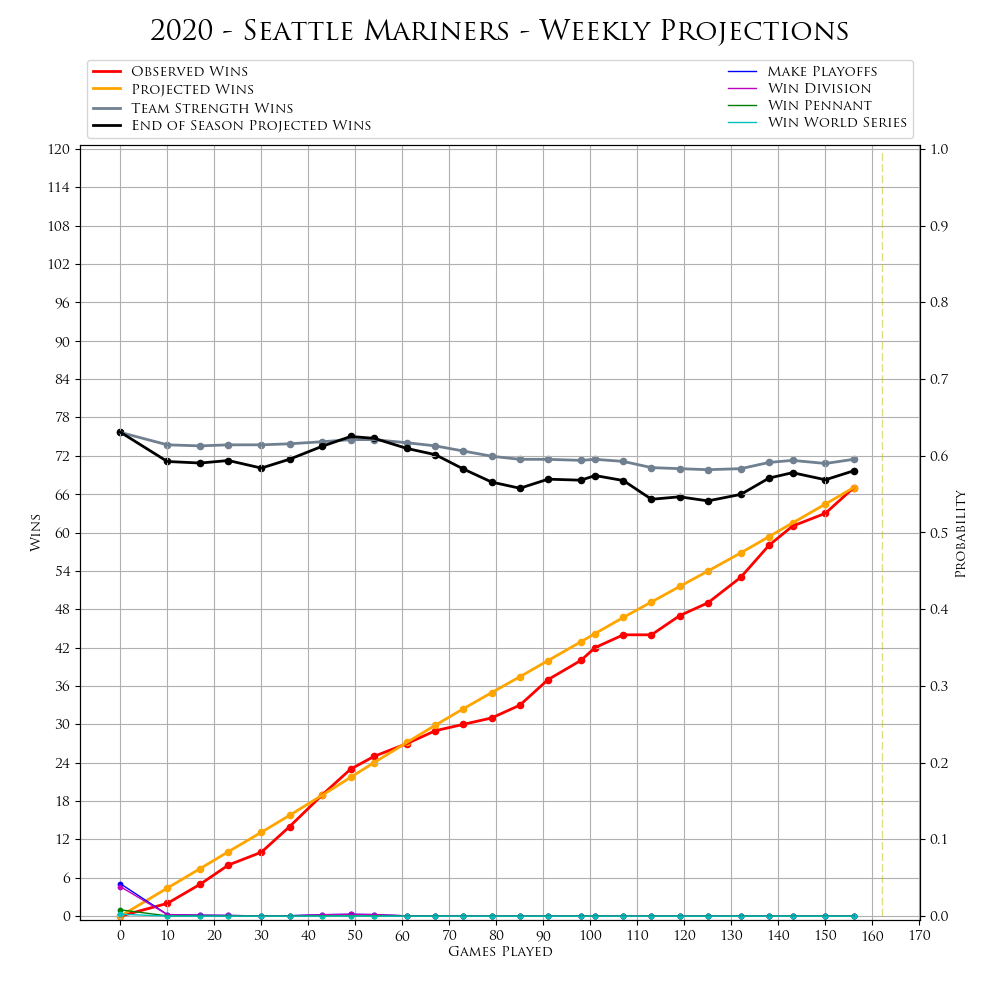 2020 - Seattle Mariners - Weekly Projections
Observed Wins
Projected Wins
Team Strength Wins
End of Season Projected Wins
Make Playoffs
Win Division
Win Pennant
Win World Series
120
114
108
102
96
90
84
78
72
66
60
54
48
42
36
30
24
18
12
6
0
Wins
1.0
0.9
0.8
0.7
0.6
0.5
0.4
0.3
0.2
0.1
0.0
Probability
0 10 20 30 40 50 60 70 80 90 100 110 120 130 140 150 160 170
Games Played